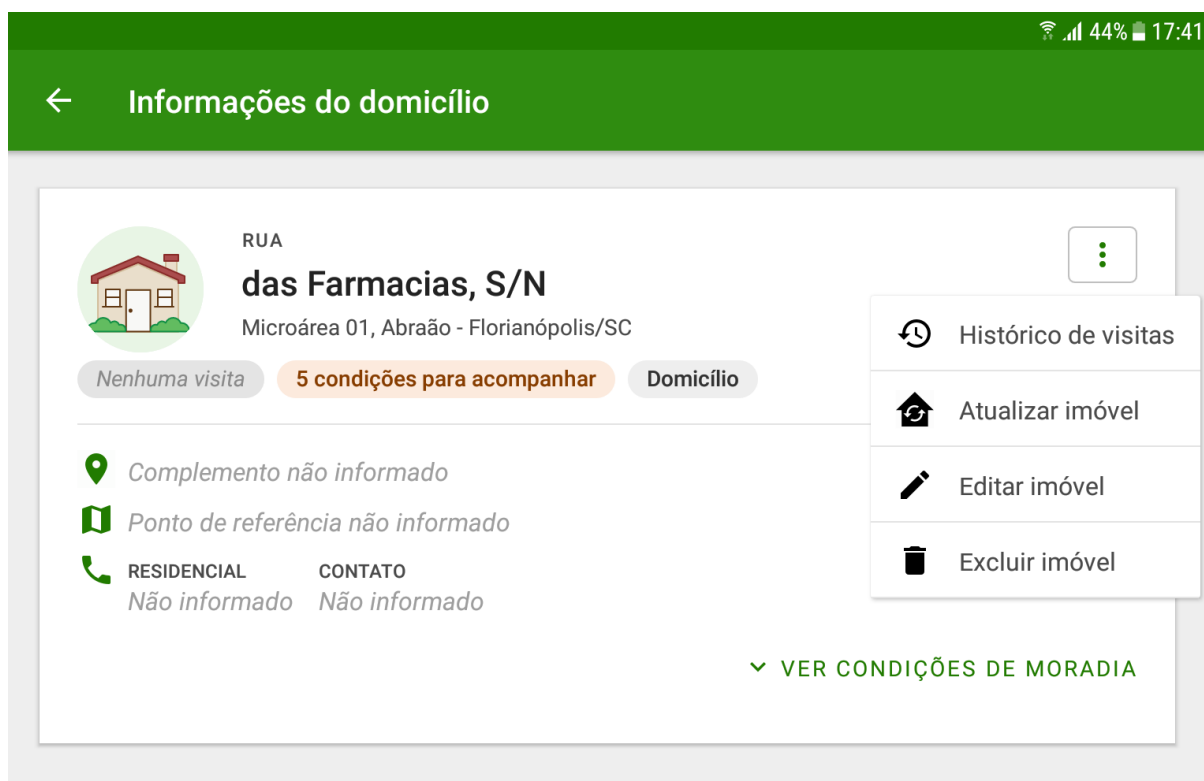 44% 17:41
Informações do domicílio
RUA
das Farmacias, S/N
Microárea 01, Abraão - Florianópolis/SC
Nenhuma visita 5 condições para acompanhar Domicílio
Histórico de visitas
Atualizar imóvel
Editar imóvel
Excluir imóvel
Complemento não informado
Ponto de referência não informado
RESIDENCIAL CONTATO
Não informado Não informado
VER CONDIÇÕES DE MORADIA